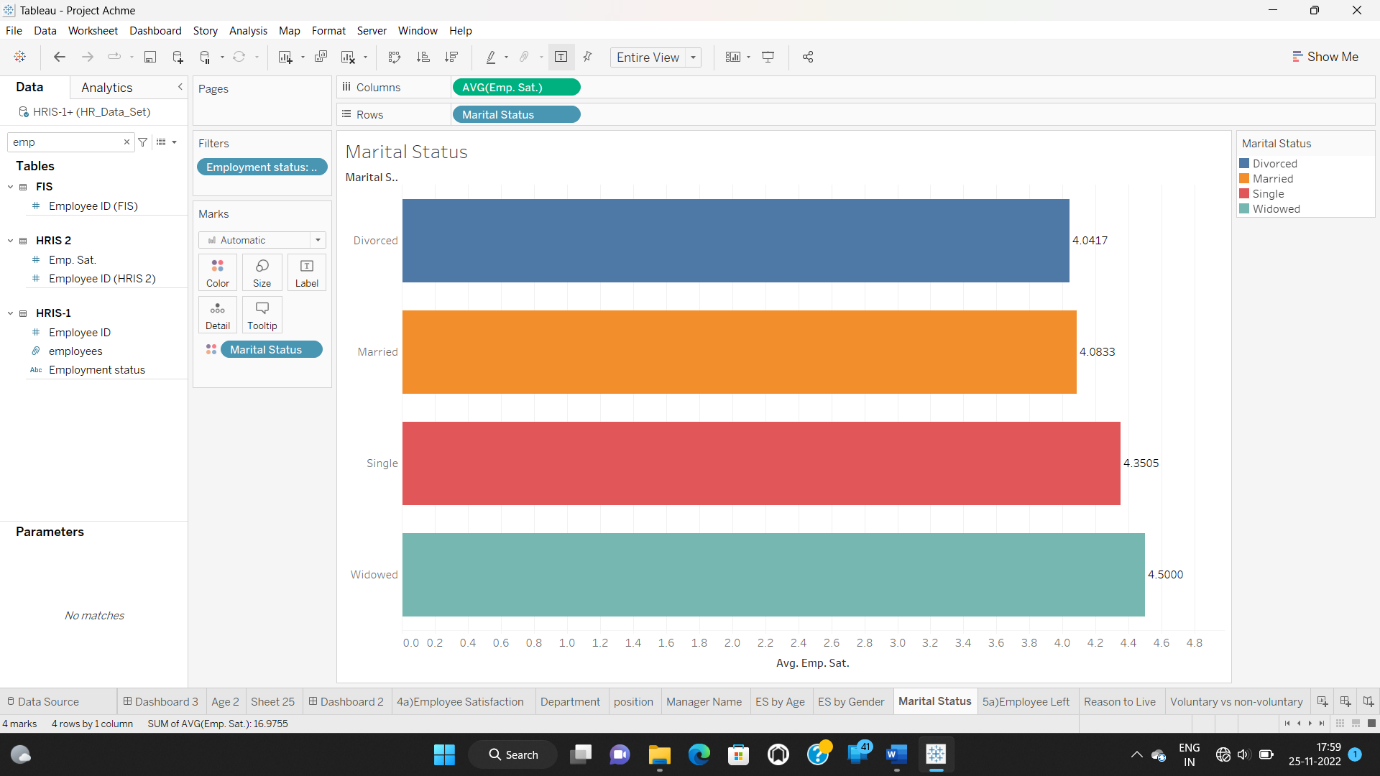 Tableau - Project Achme
File Data Worksheet Dashboard Story Analysis Map Format Server Window Help
Entire View
Show Me
Data Analytics
HRIS-1+ (HR_Data_Set)
emp
Tables
FIS
Employee ID (FIS)
HRIS 2
Emp. Sat.
Employee ID (HRIS 2)
HRIS-1
Employee ID
employees
Abc Employment status
Parameters
No matches
Pages
Filters
Employment status: ..
Marks
Automatic
Color Size Label
Detail Tooltip
Marital Status
Columns AVG(Emp. Sat.)
Rows Marital Status
Marital Status
Marital S..
Divorced 4.0417
Married 4.0833
Single 4.3505
Widowed 4.5000
0.0 0.2 0.4 0.6 0.8 1.0 1.2 1.4 1.6 1.8 2.0 2.2 2.4 2.6 2.8 3.0 3.2 3.4 3.6 3.8 4.0 4.2 4.4 4.6 4.8
Avg. Emp. Sat.
Marital Status
Divorced
Married
Single
Widowed
Data Source Dashboard 3 Age 2 Sheet 25 Dashboard 2 4a)Employee Satisfaction Department position Manager Name ES by Age ES by Gender Marital Status 5a)Employee Left Reason to Live Voluntary vs non-voluntary
4 marks 4 rows by 1 column SUM of AVG(Emp. Sat.): 16.9755
Search
41
ENG
IN
17:59
25-11-2022
1